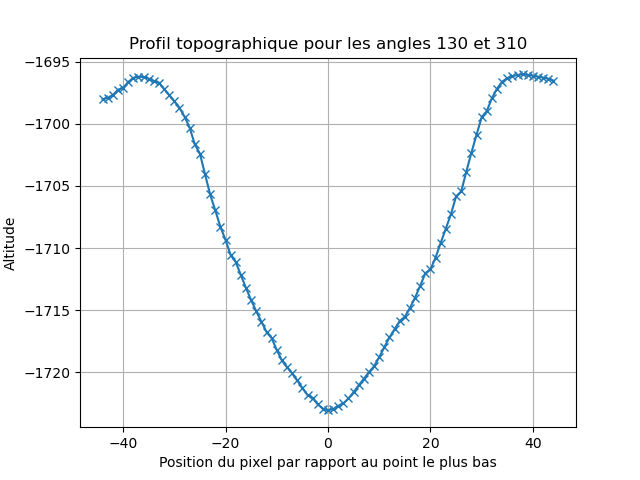 Profil topographique pour les angles 130 et 310
Altitude
−1695
−1700
−1705
−1710
−1715
−1720
−40 −20 0 20 40
Position du pixel par rapport au point le plus bas